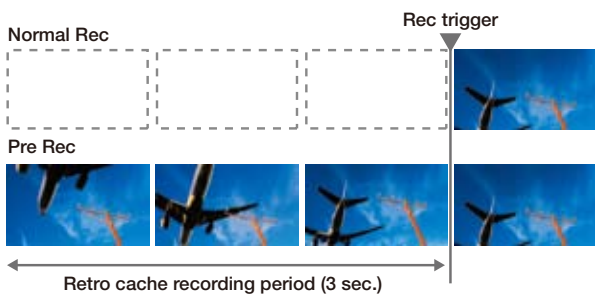 Rec trigger
Normal Rec
Pre Rec
Retro cache recording period (3 sec.)